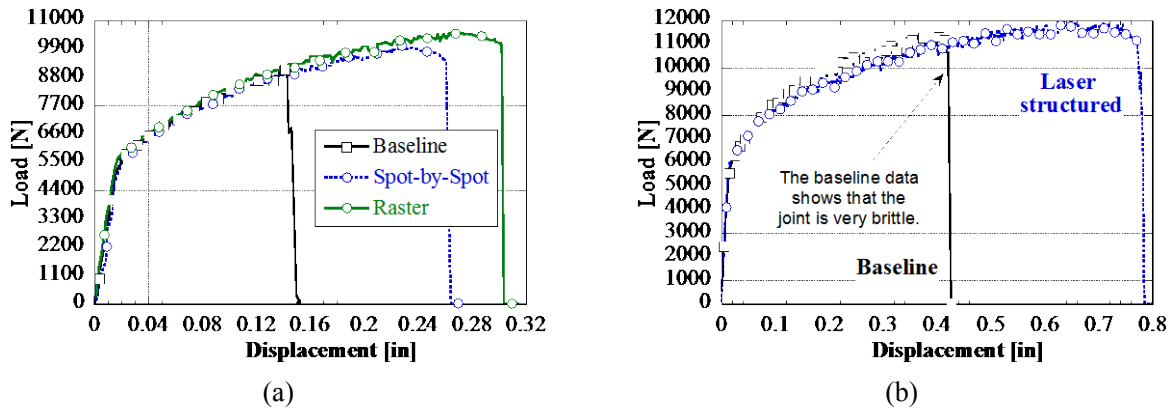 11000
9900
8800
7700
6600
5500
4400
3300
2200
1100
0
Load [N]
Baseline
Spot-by-Spot
Raster
0 0.04 0.08 0.12 0.16 0.2 0.24 0.28 0.32
Displacement [in]
(a)
12000
11000
10000
9000
8000
7000
6000
5000
4000
3000
2000
1000
0
Load [N]
Laser
structured
The baseline data
shows that the
joint is very brittle.
Baseline
0 0.1 0.2 0.3 0.4 0.5 0.6 0.7 0.8
Displacement [in]
(b)